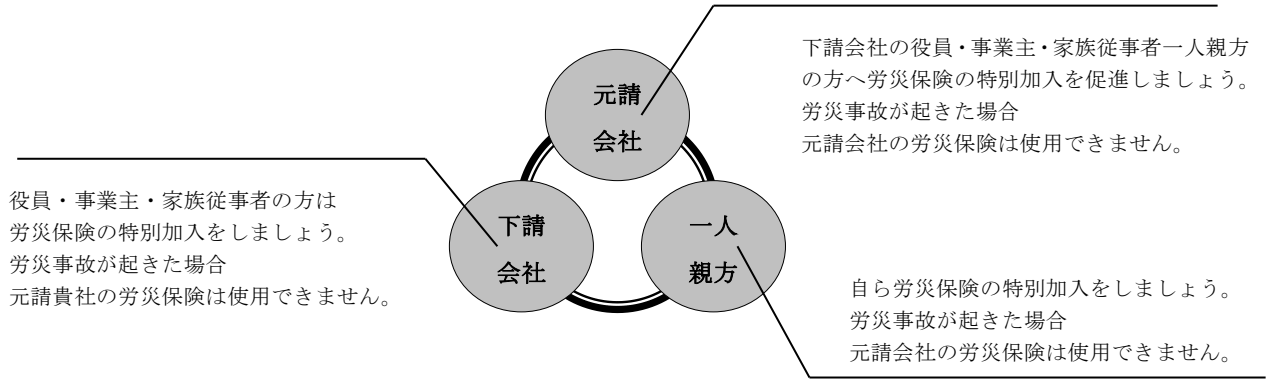 下請会社の役員・事業主・家族従事者一人親方
の方へ労災保険の特別加入を促進しましょう。
労災事故が起きた場合
元請会社の労災保険は使用できません。
元請
会社
役員・事業主・家族従事者の方は
労災保険の特別加入をしましょう。
労災事故が起きた場合
元請貴社の労災保険は使用できません。
下請
会社
一人
親方
自ら労災保険の特別加入をしましょう。
労災事故が起きた場合
元請会社の労災保険は使用できません。